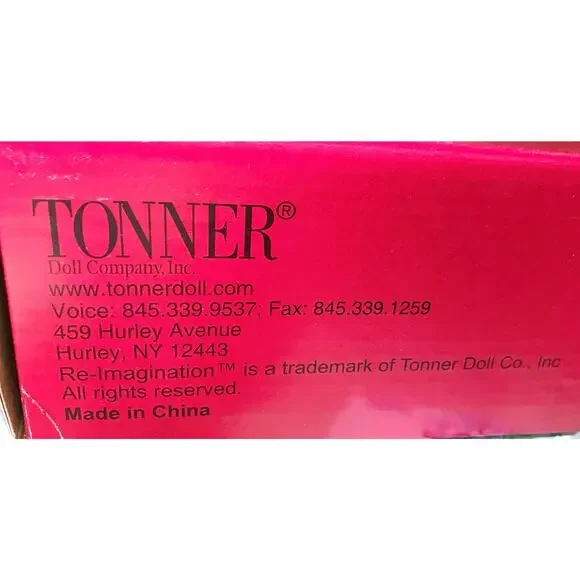 TONNER®
Doll Company, Inc.
www.tonnerdoll.com
Voice: 845.339.9537; Fax: 845.339.1259
459 Hurley Avenue
Hurley, NY 12443
Re-Imagination™ is a trademark of Tonner Doll Co., Inc
All rights reserved.
Made in China